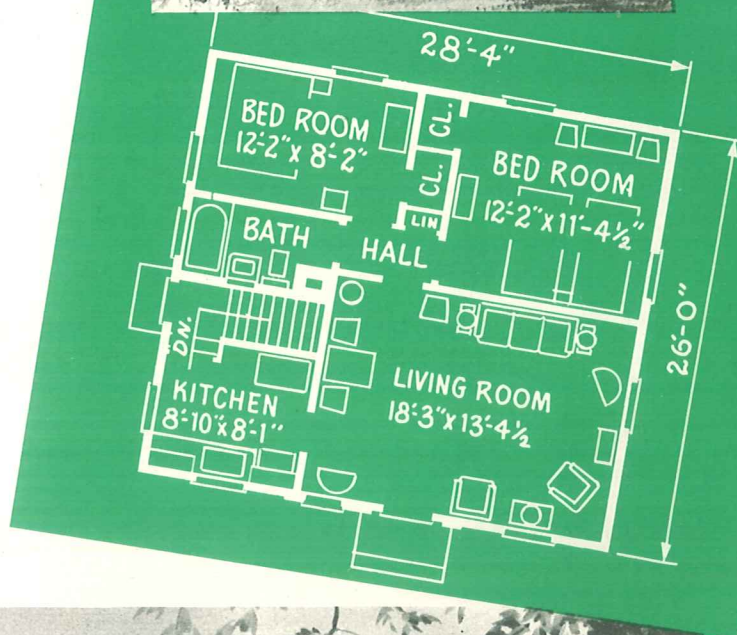 28'-4"
BED ROOM
12'-2" x 8'-2"
CL.
CL.
LIN
BED ROOM
12'-2" x 11'-4½"
BATH
HALL
26'-0"
DN.
KITCHEN
8'-10" x 8'-1"
LIVING ROOM
18'-3" x 13'-4½